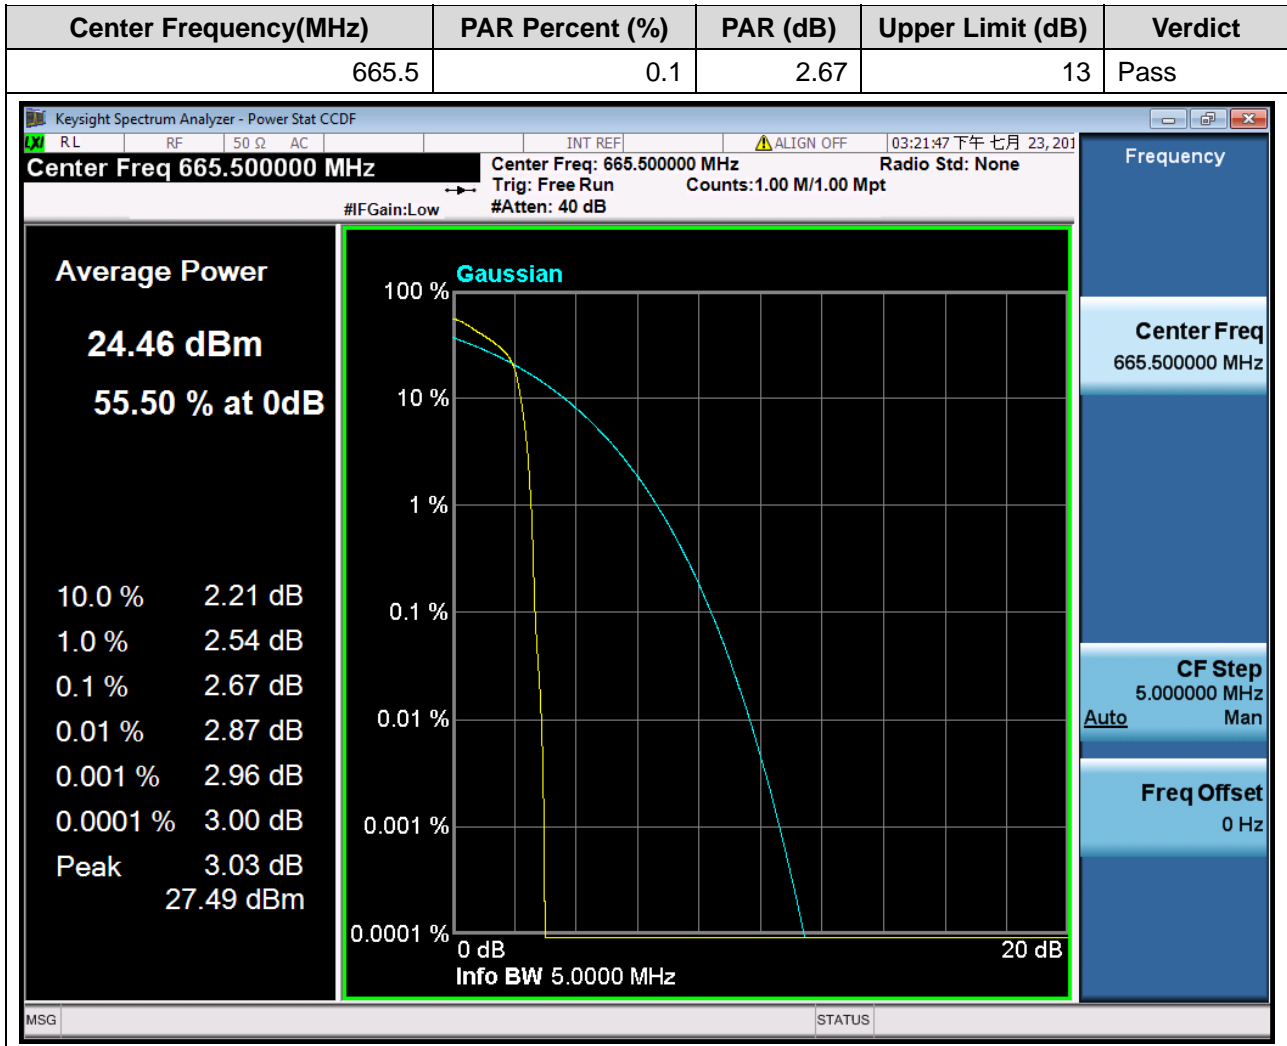 Center Frequency(MHz) PAR Percent (%) PAR (dB) Upper Limit (dB) Verdict
665.5 0.1 2.67 13 Pass
Keysight Spectrum Analyzer - Power Stat CCDF
LXI RL RF 50 Ω AC INT REF ALIGN OFF 03:21:47 下午 七月 23, 201
Center Freq 665.500000 MHz
Center Freq: 665.500000 MHz Radio Std: None
Trig: Free Run Counts:1.00 M/1.00 Mpt
#IFGain:Low #Atten: 40 dB
Average Power
24.46 dBm
55.50 % at 0dB
10.0 % 2.21 dB
1.0 % 2.54 dB
0.1 % 2.67 dB
0.01 % 2.87 dB
0.001 % 2.96 dB
0.0001 % 3.00 dB
Peak 3.03 dB
27.49 dBm
Gaussian
100 %
10 %
1 %
0.1 %
0.01 %
0.001 %
0.0001 %
0 dB 20 dB
Info BW 5.0000 MHz
Frequency
Center Freq
665.500000 MHz
CF Step
5.000000 MHz
Auto Man
Freq Offset
0 Hz
MSG STATUS